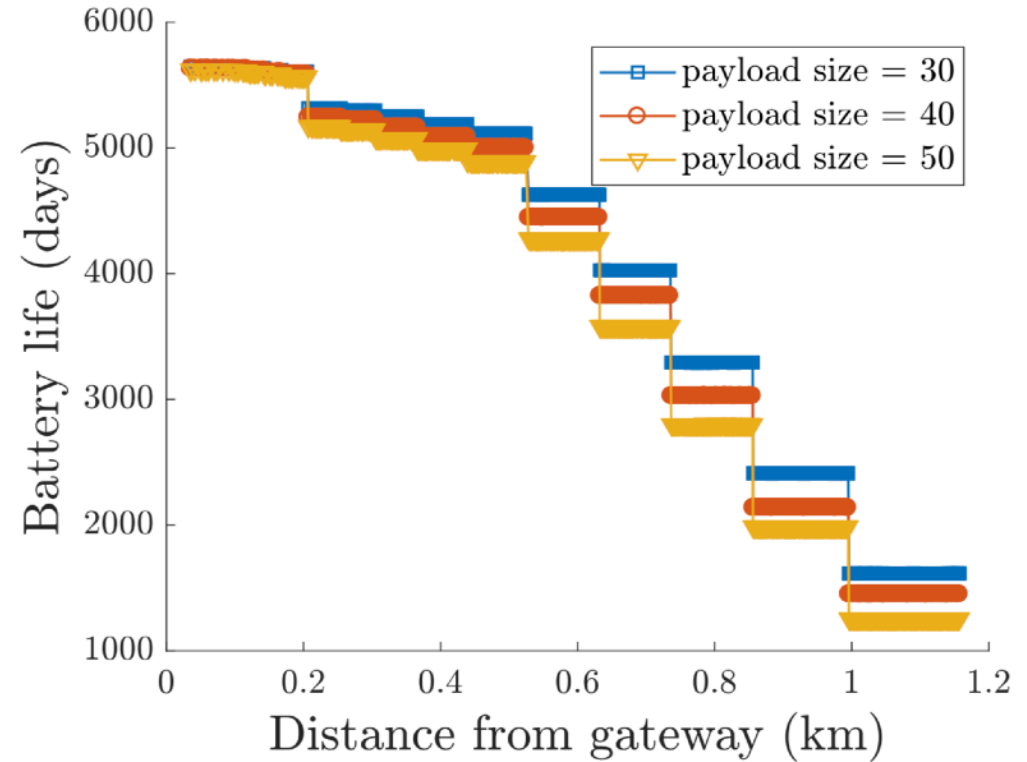 6000
5000
4000
3000
2000
1000
Battery life (days)
payload size = 30
payload size = 40
payload size = 50
0 0.2 0.4 0.6 0.8 1 1.2
Distance from gateway (km)